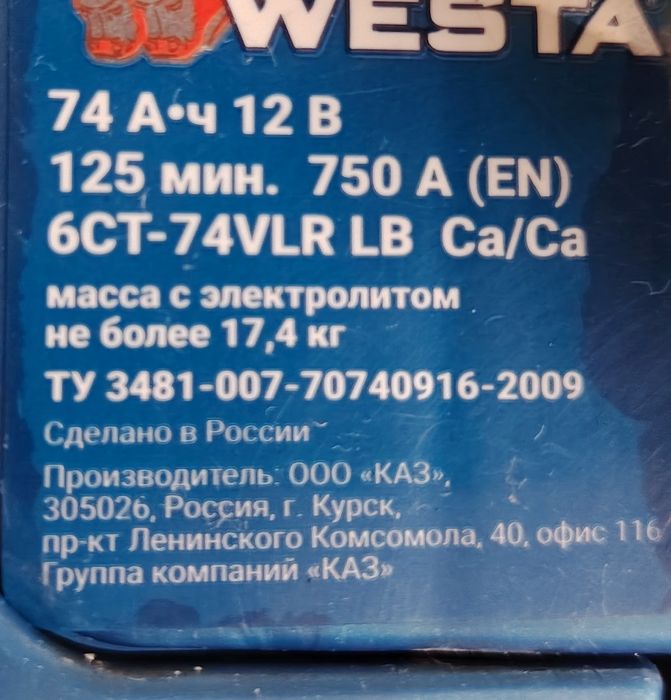 WESTA
74 А•ч 12 В
125 мин. 750 А (EN)
6СТ-74VLR LB Ca/Ca
масса с электролитом
не более 17,4 кг
ТУ 3481-007-70740916-2009
Сделано в России
Производитель: ООО «КАЗ»,
305026, Россия, г. Курск,
пр-кт Ленинского Комсомола, 40, офис 116
Группа компаний «КАЗ»